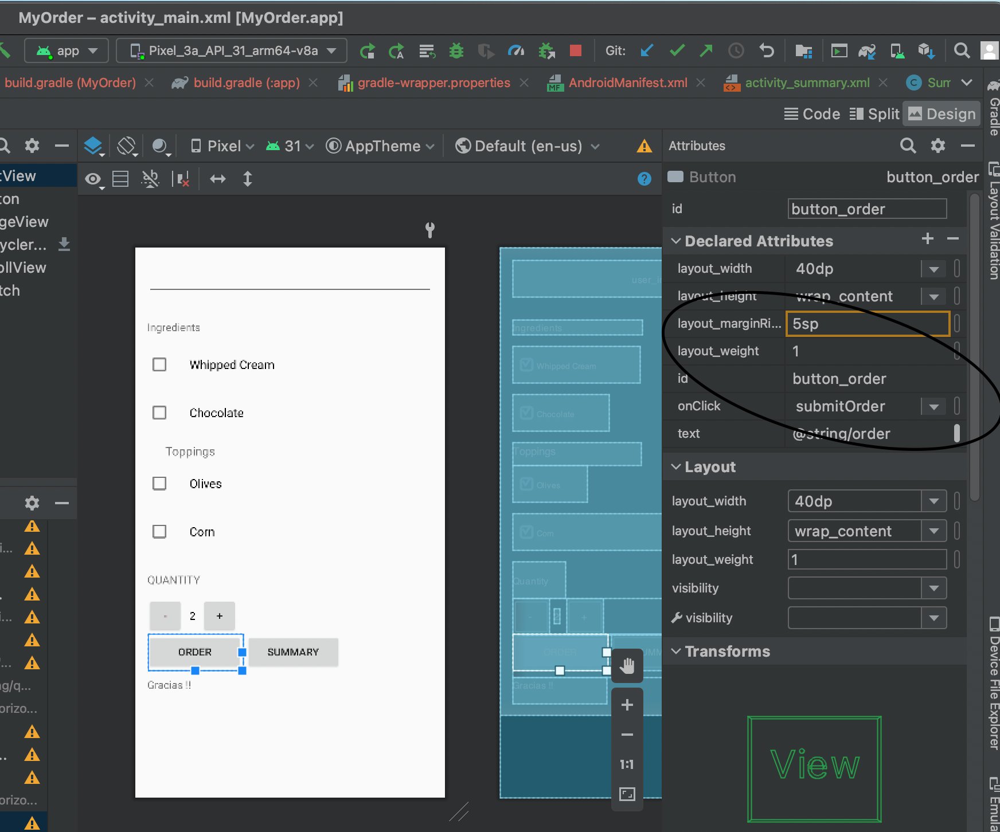 MyOrder – activity_main.xml [MyOrder.app]
app
Pixel_3a_API_31_arm64-v8a
Git:
build.gradle (MyOrder)
build.gradle (:app)
gradle-wrapper.properties
MF
AndroidManifest.xml
activity_summary.xml
C
Sum
Code
Split
Design
Pixel
31
AppTheme
Default (en-us)
tView
ton
geView
ycler...
ollView
tch
Attributes
Button
button_order
id
button_order
Declared Attributes
layout_width
40dp
layout_height
wrap_content
layout_marginRi...
5sp
layout_weight
1
id
button_order
onClick
submitOrder
text
@string/order
Layout
layout_width
40dp
layout_height
wrap_content
layout_weight
1
visibility
visibility
Transforms
View
Ingredients
Whipped Cream
Chocolate
Toppings
Olives
Corn
QUANTITY
-
2
+
ORDER
SUMMARY
Gracias !!
user_i
Ingredients
Whipped Cream
Chocolate
Toppings
Olives
Corn
Quantity
-
2
+
ORDER
UMM
Gracias !!
1:1
i...
i...
ng/q...
orizo...
orizo...
Gradle
Layout Validation
Device File Explorer
Emula